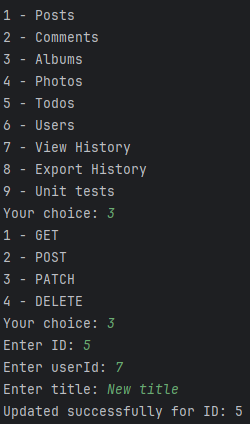 1 - Posts
2 - Comments
3 - Albums
4 - Photos
5 - Todos
6 - Users
7 - View History
8 - Export History
9 - Unit tests
Your choice: 3
1 - GET
2 - POST
3 - PATCH
4 - DELETE
Your choice: 3
Enter ID: 5
Enter userId: 7
Enter title: New title
Updated successfully for ID: 5